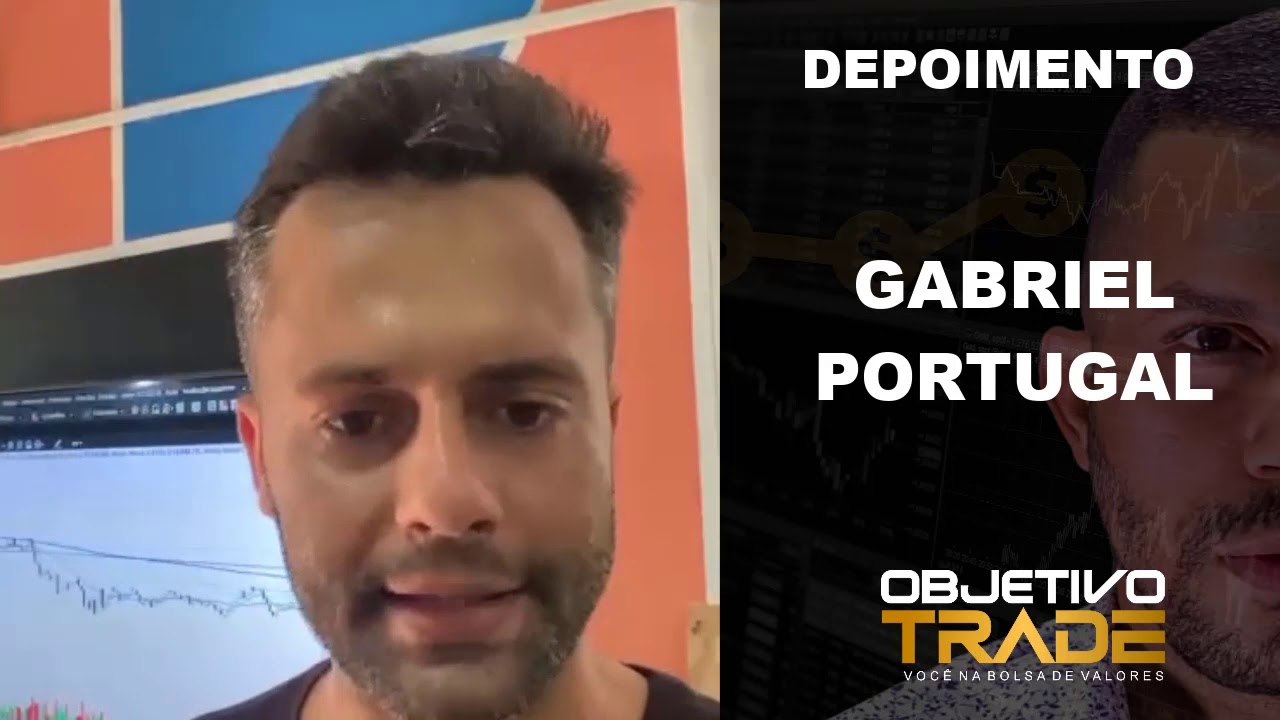 DEPOIMENTO
GABRIEL
PORTUGAL
OBJETIVO
TRADE
VOCÊ NA BOLSA DE VALORES